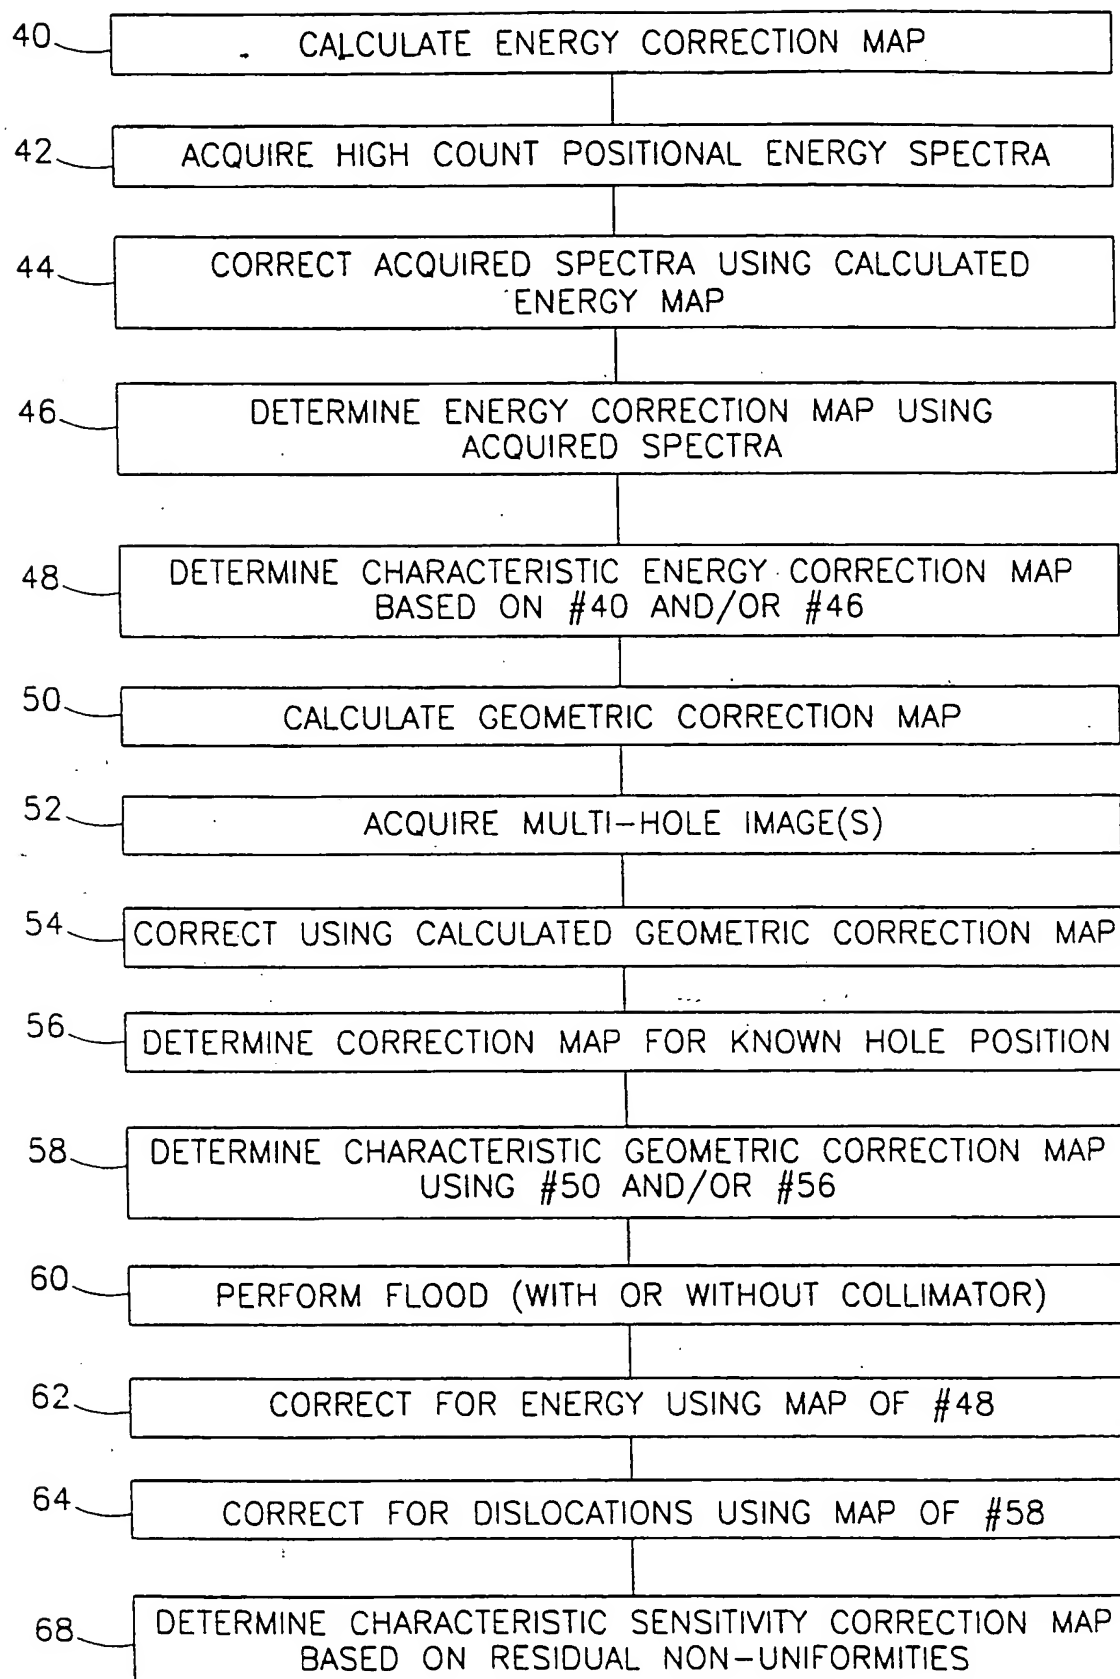 40 CALCULATE ENERGY CORRECTION MAP
42 ACQUIRE HIGH COUNT POSITIONAL ENERGY SPECTRA
44 CORRECT ACQUIRED SPECTRA USING CALCULATED
ENERGY MAP
46 DETERMINE ENERGY CORRECTION MAP USING
ACQUIRED SPECTRA
48 DETERMINE CHARACTERISTIC ENERGY CORRECTION MAP
BASED ON #40 AND/OR #46
50 CALCULATE GEOMETRIC CORRECTION MAP
52 ACQUIRE MULTI-HOLE IMAGE(S)
54 CORRECT USING CALCULATED GEOMETRIC CORRECTION MAP
56 DETERMINE CORRECTION MAP FOR KNOWN HOLE POSITION
58 DETERMINE CHARACTERISTIC GEOMETRIC CORRECTION MAP
USING #50 AND/OR #56
60 PERFORM FLOOD (WITH OR WITHOUT COLLIMATOR)
62 CORRECT FOR ENERGY USING MAP OF #48
64 CORRECT FOR DISLOCATIONS USING MAP OF #58
68 DETERMINE CHARACTERISTIC SENSITIVITY CORRECTION MAP
BASED ON RESIDUAL NON-UNIFORMITIES